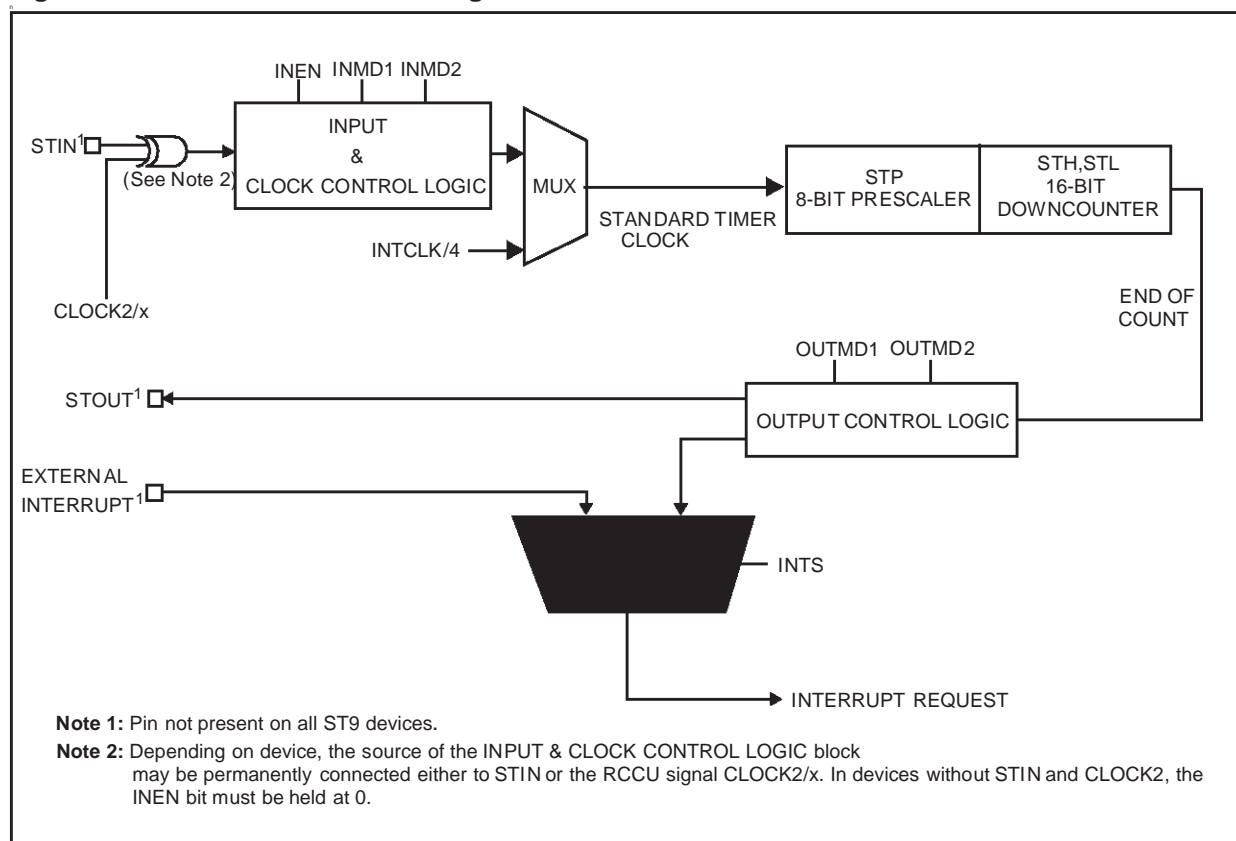 INEN INMD1 INMD2
INPUT
&
CLOCK CONTROL LOGIC
STIN1
(See Note 2)
MUX
INTCLK/4
CLOCK2/x
STANDARD TIMER
CLOCK
STP
8-BIT PRESCALER
STH,STL
16-BIT
DOWNCOUNTER
END OF
COUNT
OUTMD1 OUTMD2
OUTPUT CONTROL LOGIC
STOUT1
EXTERNAL
INTERRUPT1
INTS
INTERRUPT REQUEST
Note 1: Pin not present on all ST9 devices.
Note 2: Depending on device, the source of the INPUT & CLOCK CONTROL LOGIC block
may be permanently connected either to STIN or the RCCU signal CLOCK2/x. In devices without STIN and CLOCK2, the
INEN bit must be held at 0.